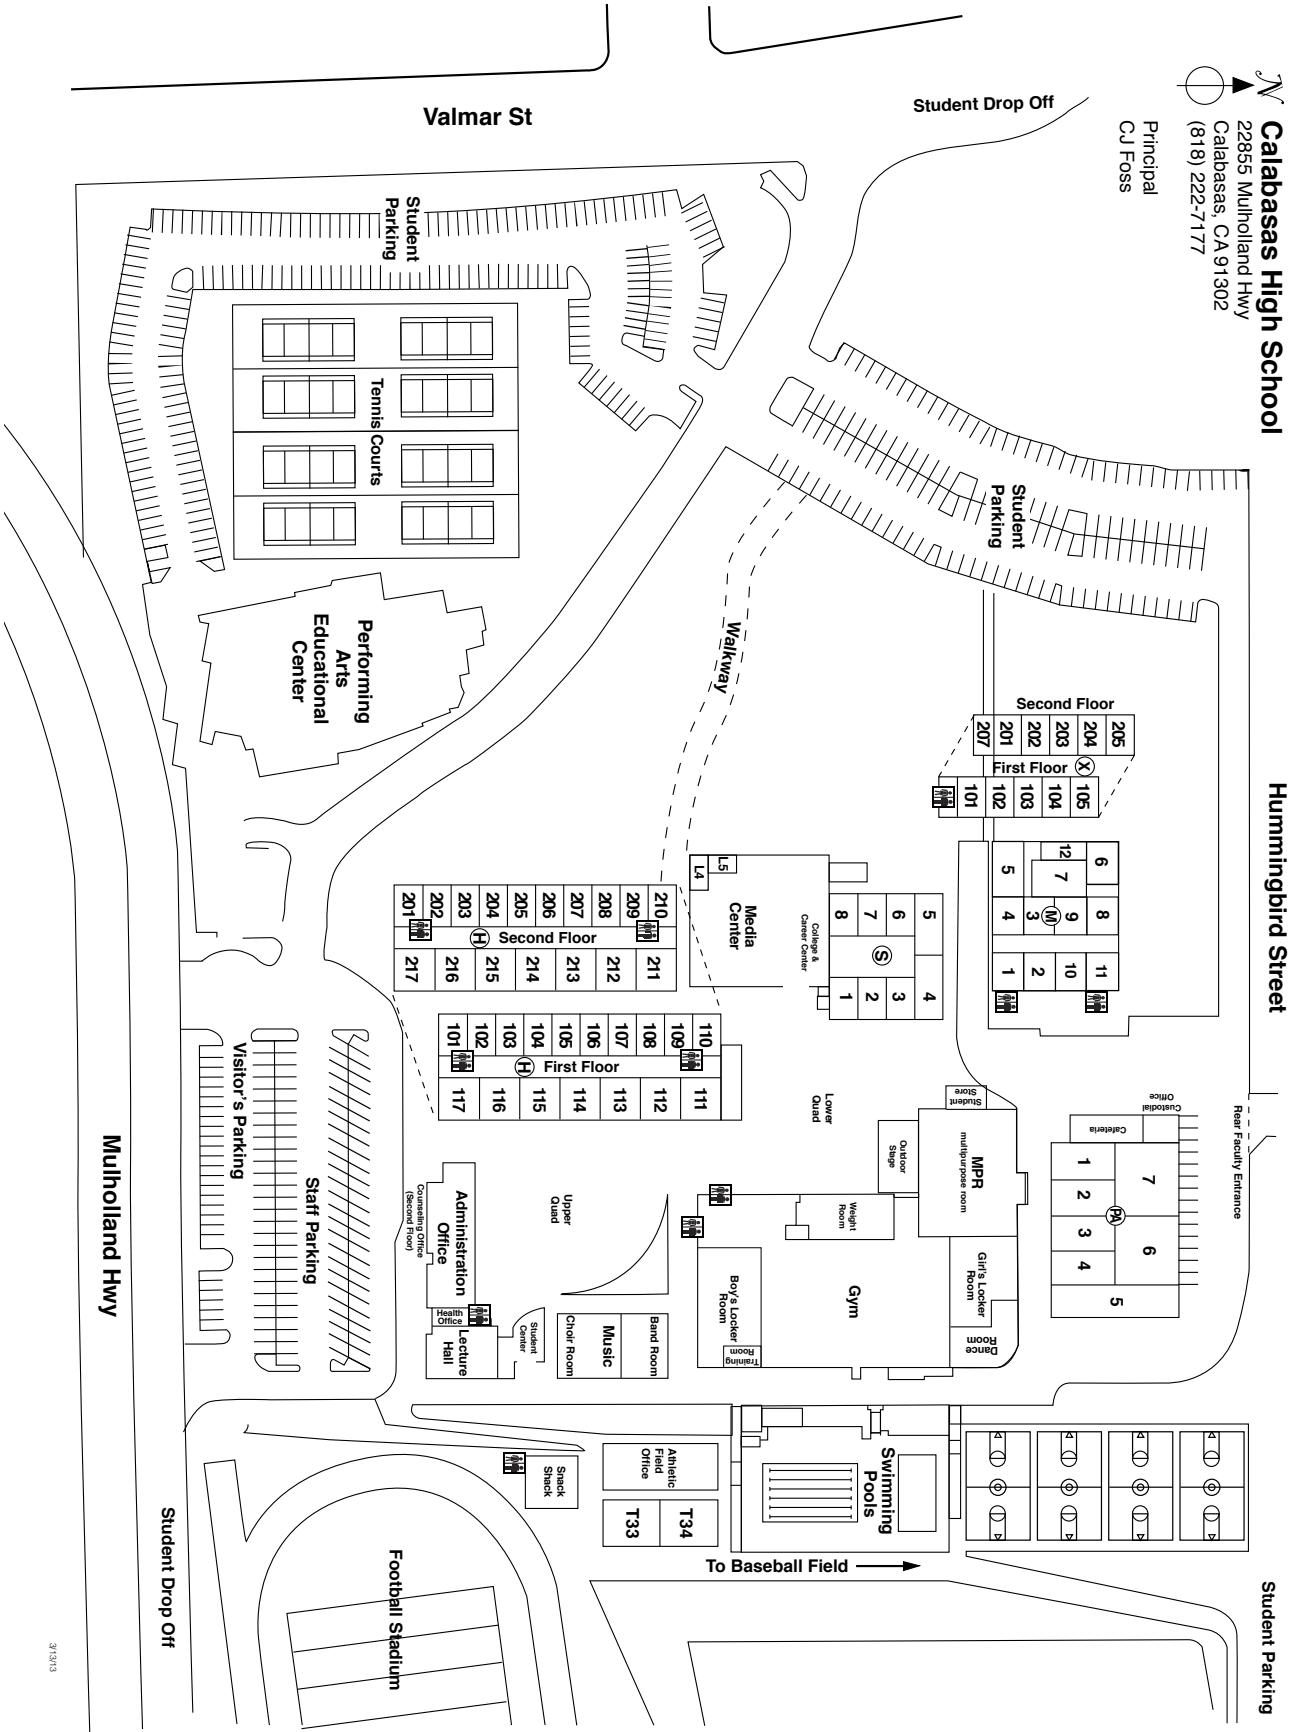 N
Calabasas High School
22855 Mulholland Hwy
Calabasas, CA 91302
(818) 222-7177
Principal
CJ Foss
Student Drop Off
Valmar St
Hummingbird Street
Student
Parking
Student
Parking
Tennis Courts
Walkway
Performing
Arts
Educational
Center
Second Floor
207 201 202 203 204 205
First Floor X
101 102 103 104 105
5 12 7 6
4 3 M 9 8
1 2 10 11
L4 L5
Media
Center
College &
Career Center
8 7 6 5
S
1 2 3 4
201 202 203 204 205 206 207 208 209 210
H Second Floor
217 216 215 214 213 212 211
101 102 103 104 105 106 107 108 109 110
H First Floor
117 116 115 114 113 112 111
Rear Faculty Entrance
Custodial
Office
Cafeteria
1 2 3 4 5 6 7
PA
Student
Store
MPR
multipurpose room
Outdoor
Stage
Lower
Quad
Weight
Room
Gym
Girl's Locker
Room
Dance
Room
Boy's Locker
Room
Training
Room
Upper
Quad
Administration
Office
Counseling Office
(Second Floor)
Health
Office
Lecture
Hall
Student
Center
Choir Room
Music
Band Room
Visitor's Parking
Staff Parking
Mulholland Hwy
Snack
Shack
Athletic
Field
Office
T33 T34
Swimming
Pools
To Baseball Field
Student Parking
Football Stadium
Student Drop Off
3/13/13